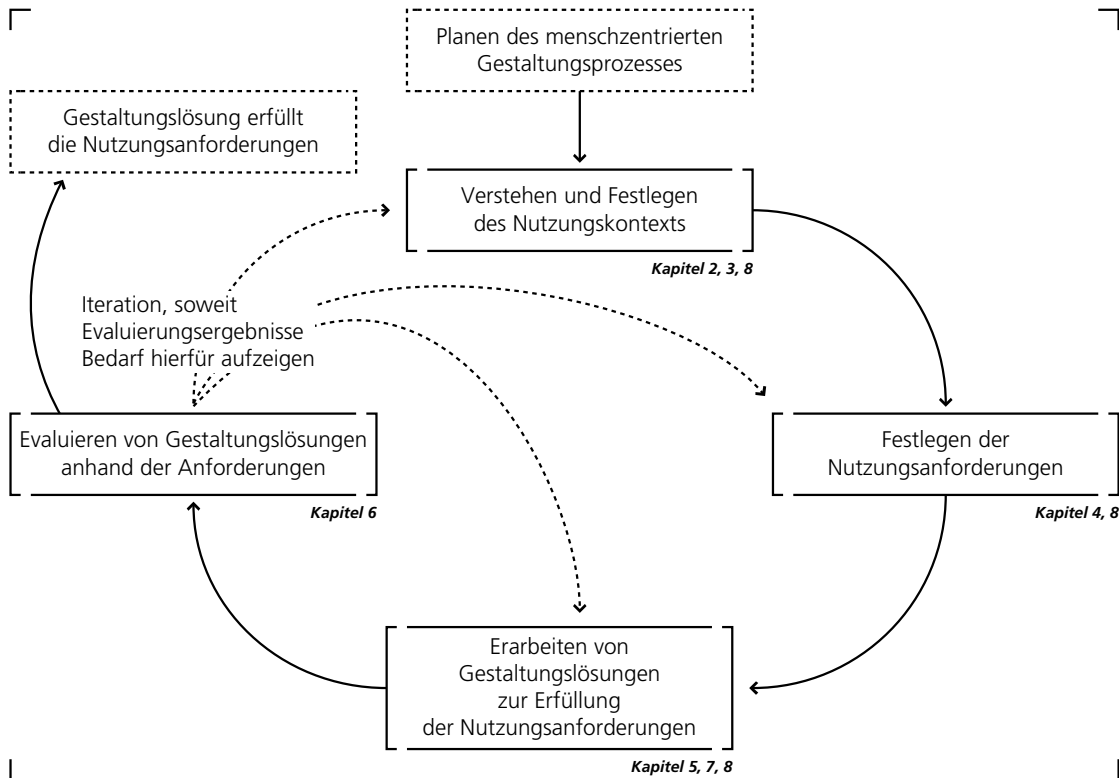 Planen des menschzentrierten
Gestaltungsprozesses
Gestaltungslösung erfüllt
die Nutzungsanforderungen
Verstehen und Festlegen
des Nutzungskontexts
Kapitel 2, 3, 8
Iteration, soweit
Evaluierungsergebnisse
Bedarf hierfür aufzeigen
Evaluieren von Gestaltungslösungen
anhand der Anforderungen
Kapitel 6
Festlegen der
Nutzungsanforderungen
Kapitel 4, 8
Erarbeiten von
Gestaltungslösungen
zur Erfüllung
der Nutzungsanforderungen
Kapitel 5, 7, 8